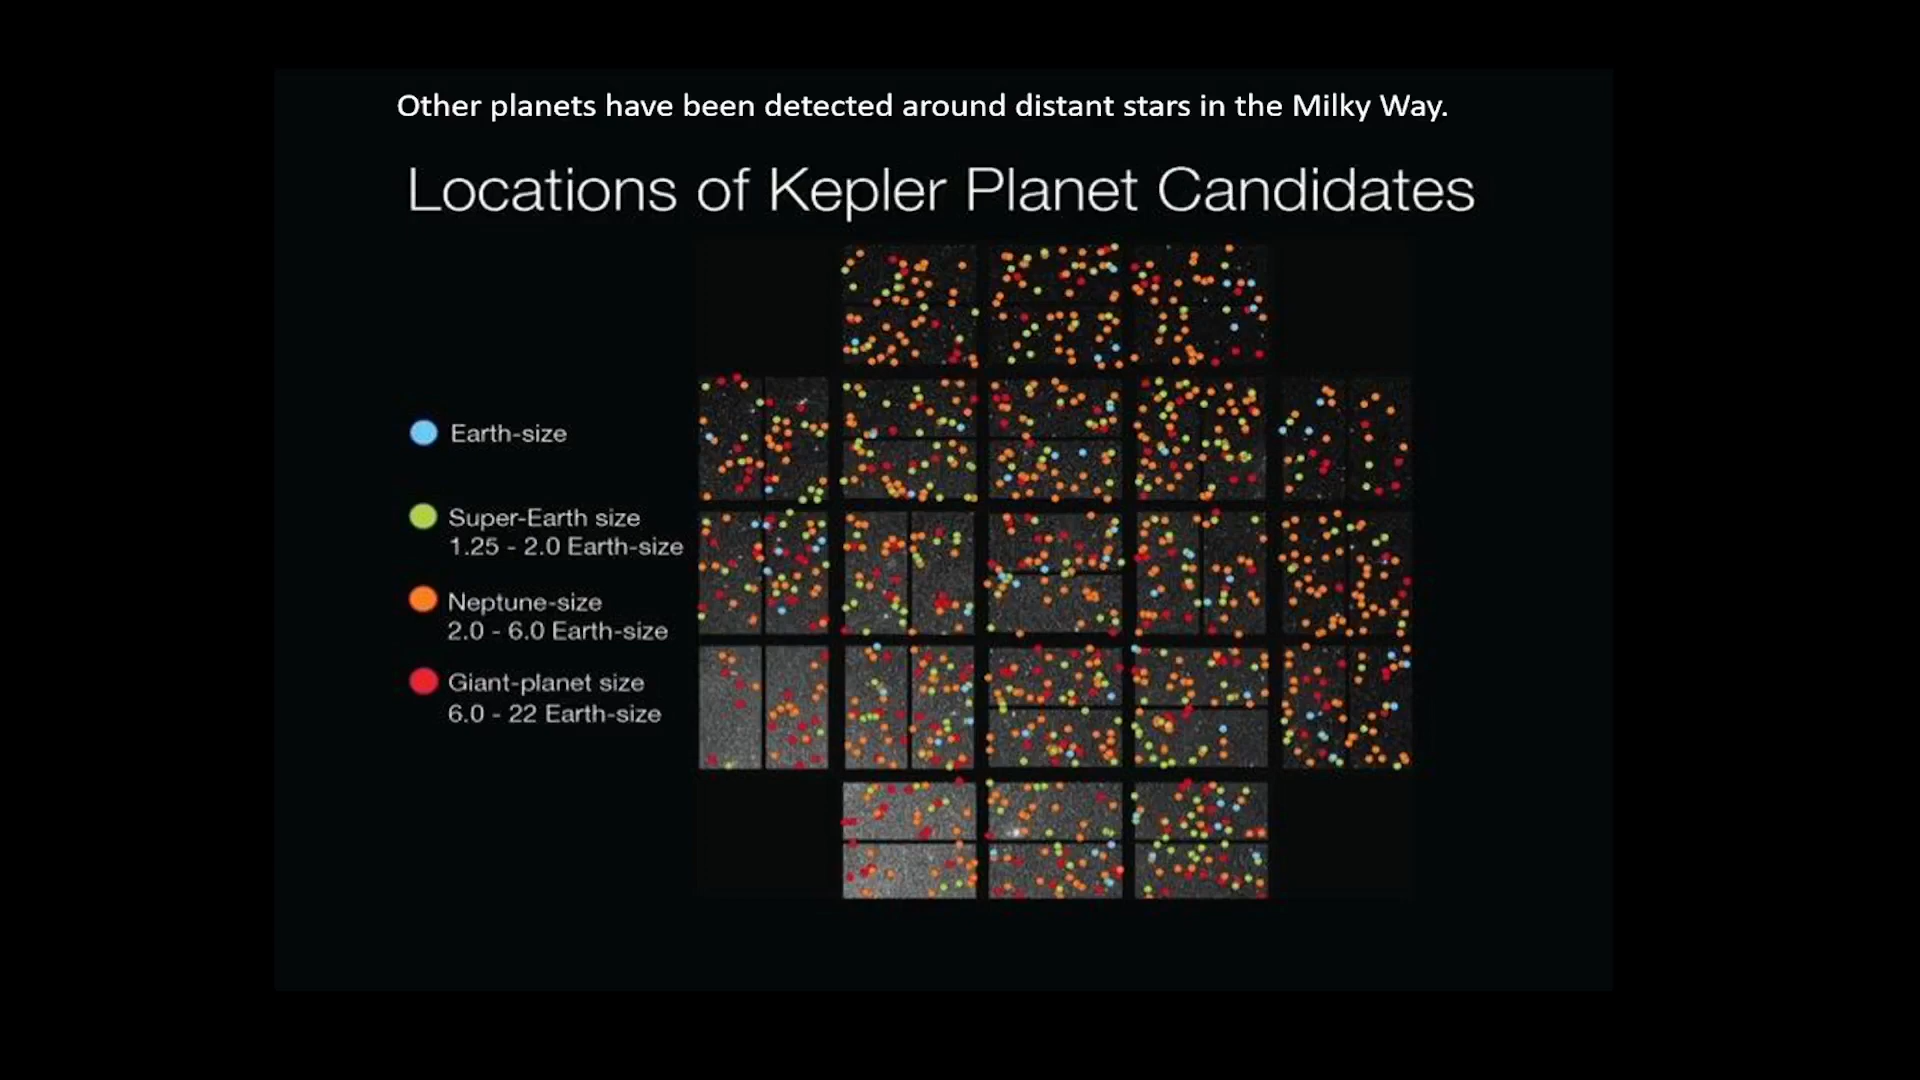 Other planets have been detected around distant stars in the Milky Way.
Locations of Kepler Planet Candidates
Earth-size
Super-Earth size
1.25 - 2.0 Earth-size
Neptune-size
2.0 - 6.0 Earth-size
Giant-planet size
6.0 - 22 Earth-size